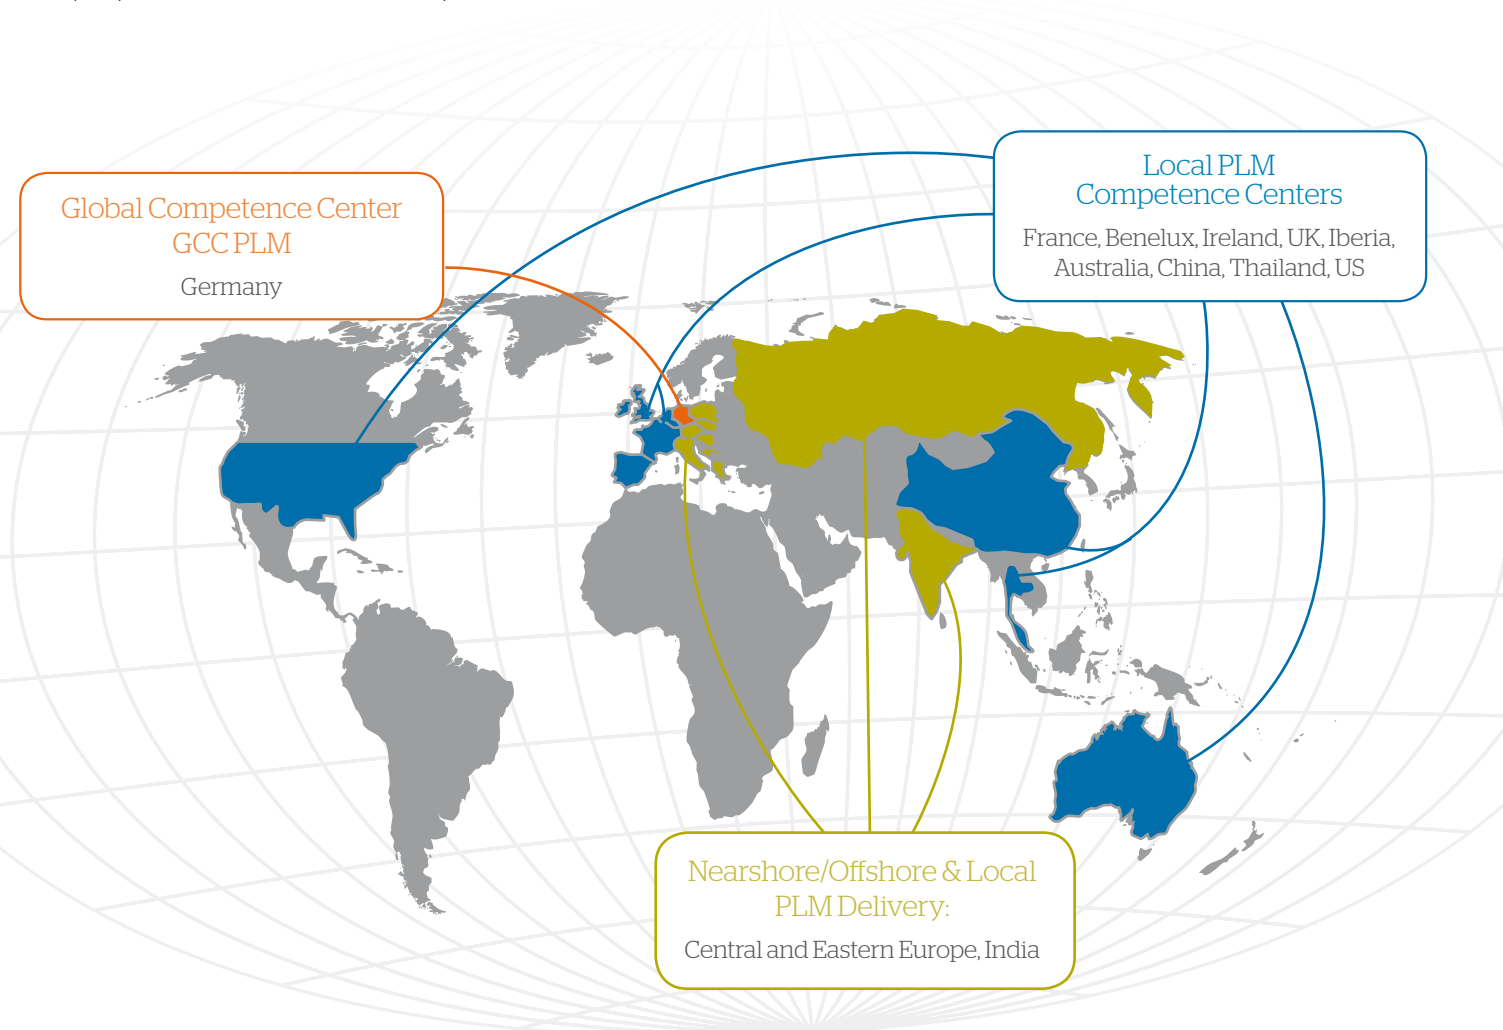 Global Competence Center
GCC PLM
Germany
Local PLM
Competence Centers
France, Benelux, Ireland, UK, Iberia,
Australia, China, Thailand, US
Nearshore/Offshore & Local
PLM Delivery:
Central and Eastern Europe, India